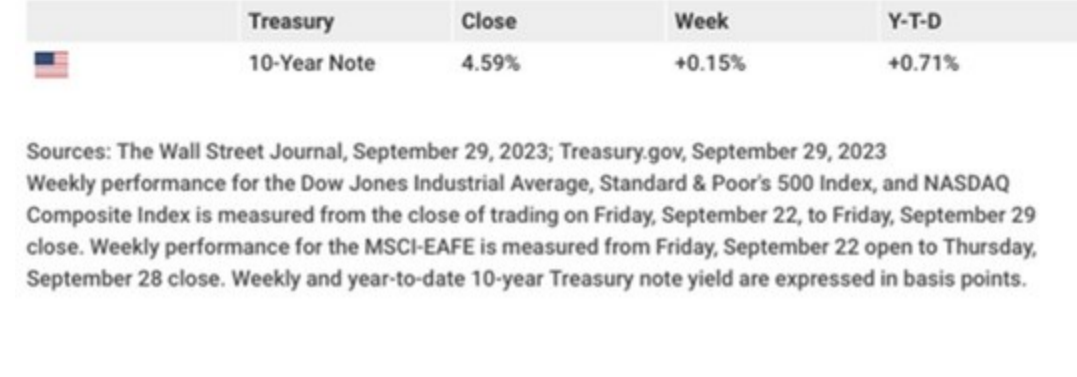 Treasury Close Week Y-T-D
10-Year Note 4.59% +0.15% +0.71%
Sources: The Wall Street Journal, September 29, 2023; Treasury.gov, September 29, 2023
Weekly performance for the Dow Jones Industrial Average, Standard & Poor's 500 Index, and NASDAQ
Composite Index is measured from the close of trading on Friday, September 22, to Friday, September 29
close. Weekly performance for the MSCI-EAFE is measured from Friday, September 22 open to Thursday,
September 28 close. Weekly and year-to-date 10-year Treasury note yield are expressed in basis points.